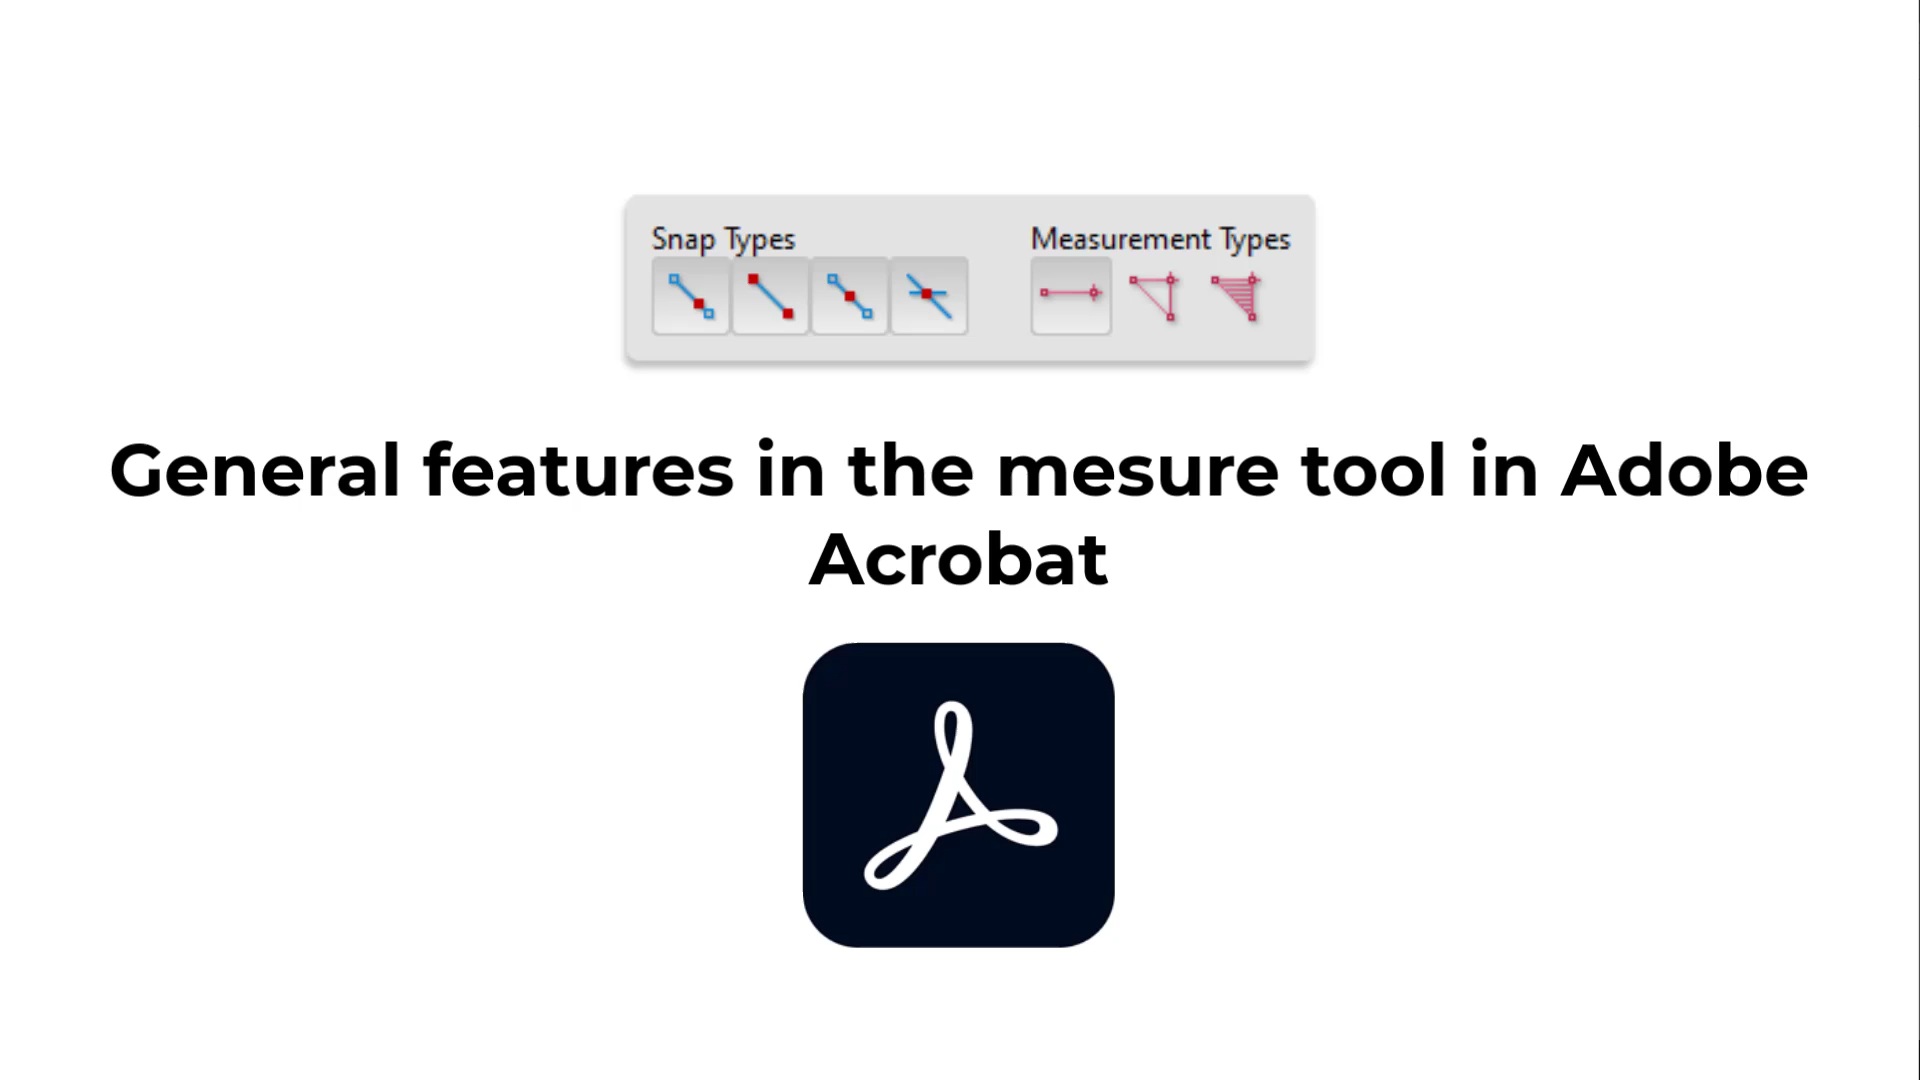 Snap Types Measurement Types
General features in the mesure tool in Adobe
Acrobat